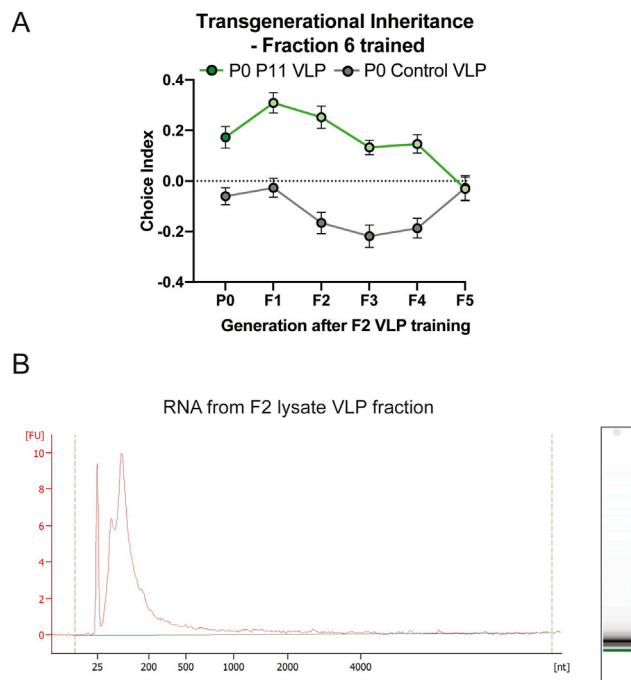 A
Transgenerational Inheritance
- Fraction 6 trained
P0 P11 VLP P0 Control VLP
0.4
0.2
0.0
-0.2
-0.4
Choice Index
P0 F1 F2 F3 F4 F5
Generation after F2 VLP training
B
RNA from F2 lysate VLP fraction
[FU]
10
8
6
4
2
0
25 200 500 1000 2000 4000 [nt]